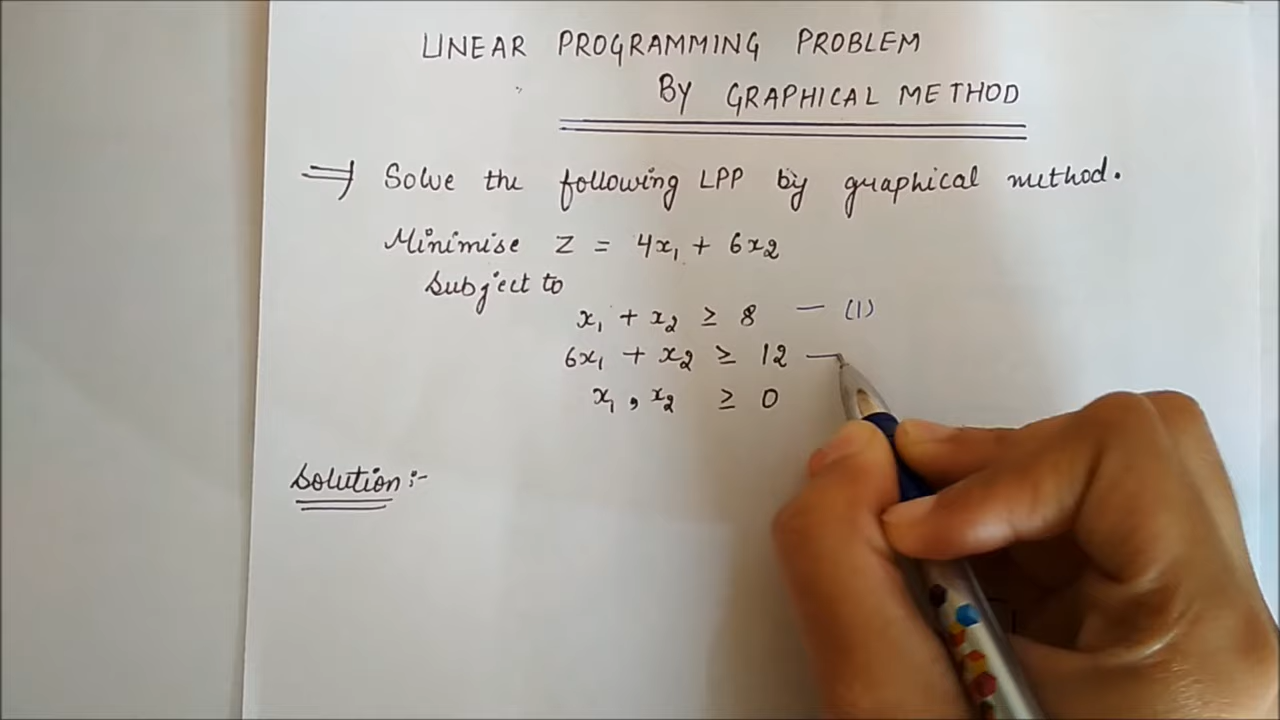 LINEAR PROGRAMMING PROBLEM
BY GRAPHICAL METHOD
⇒ Solve the following LPP by graphical method.
Minimise Z = 4x₁ + 6x₂
Subject to
x₁ + x₂ ≥ 8 — (1)
6x₁ + x₂ ≥ 12 —
x₁, x₂ ≥ 0
Solution :-